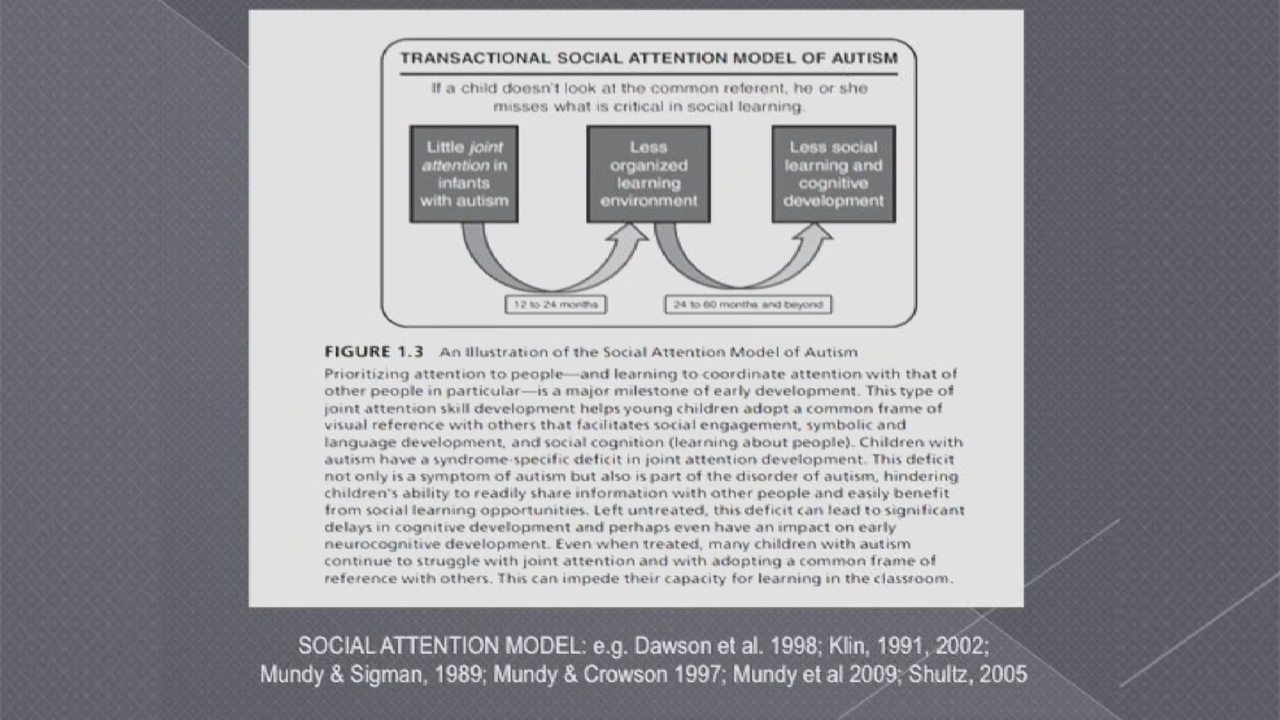 TRANSACTIONAL SOCIAL ATTENTION MODEL OF AUTISM
If a child doesn't look at the common referent, he or she
misses what is critical in social learning.
Little joint
attention in
infants
with autism
Less
organized
learning
environment
Less social
learning and
cognitive
development
12 to 24 months
24 to 60 months and beyond
FIGURE 1.3 An Illustration of the Social Attention Model of Autism
Prioritizing attention to people—and learning to coordinate attention with that of
other people in particular—is a major milestone of early development. This type of
joint attention skill development helps young children adopt a common frame of
visual reference with others that facilitates social engagement, symbolic and
language development, and social cognition (learning about people). Children with
autism have a syndrome-specific deficit in joint attention development. This deficit
not only is a symptom of autism but also is part of the disorder of autism, hindering
children's ability to readily share information with other people and easily benefit
from social learning opportunities. Left untreated, this deficit can lead to significant
delays in cognitive development and perhaps even have an impact on early
neurocognitive development. Even when treated, many children with autism
continue to struggle with joint attention and with adopting a common frame of
reference with others. This can impede their capacity for learning in the classroom.
SOCIAL ATTENTION MODEL: e.g. Dawson et al. 1998; Klin, 1991, 2002;
Mundy & Sigman, 1989; Mundy & Crowson 1997; Mundy et al 2009; Shultz, 2005